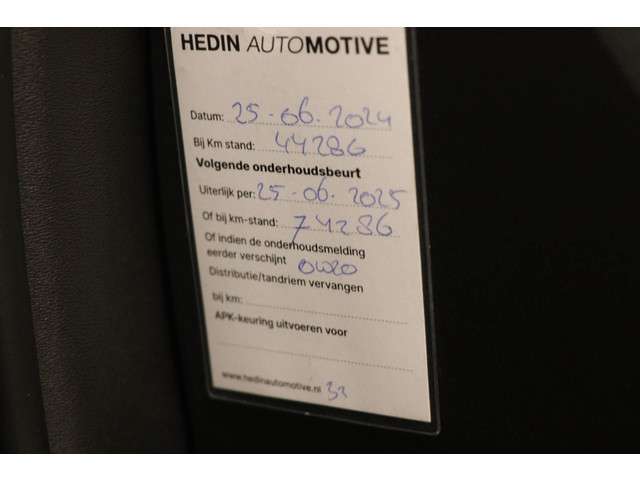 HEDIN AUTOMOTIVE
Datum: 25-06-2024
Bij Km stand: 44286
Volgende onderhoudsbeurt
Uiterlijk per: 25-06-2025
Of bij km-stand: 74286
Of indien de onderhoudsmelding
eerder verschijnt 0W20
Distributie/tandriem vervangen
bij km:
APK-keuring uitvoeren voor
www.hedinautomotive.nl